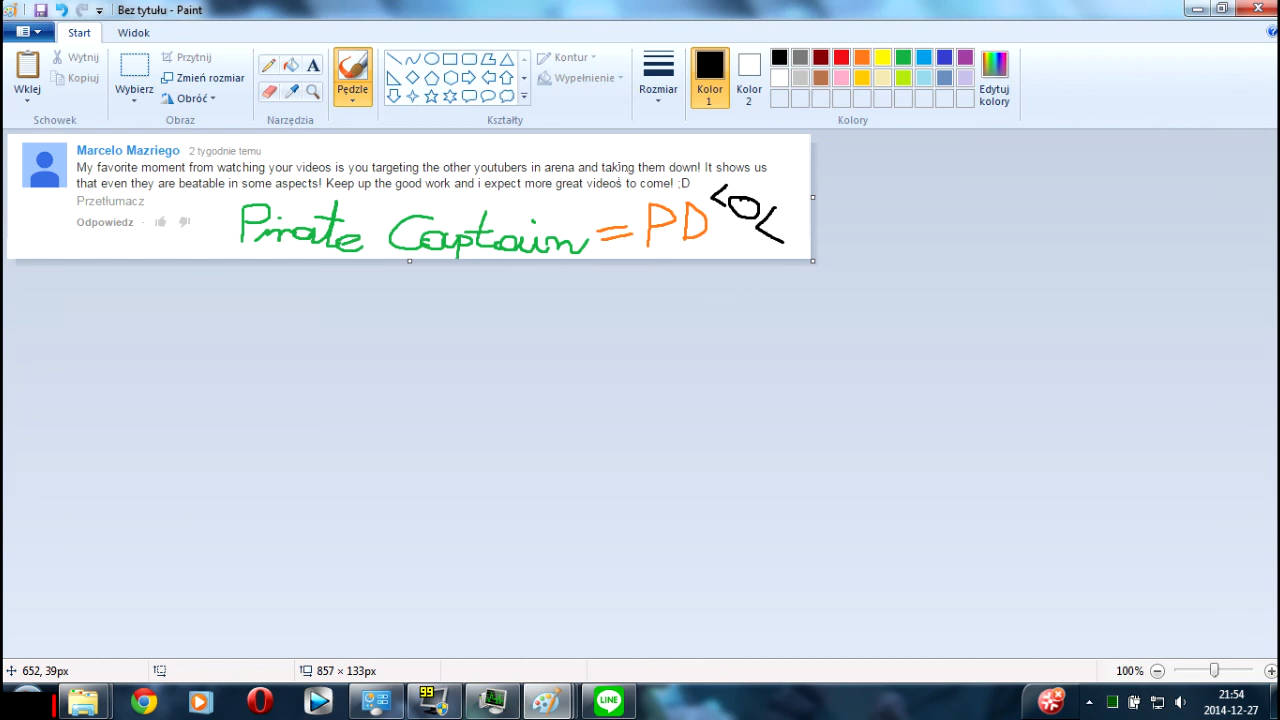 Bez tytułu - Paint
Start
Widok
Wklej
Wytnij
Kopiuj
Schowek
Wybierz
Przytnij
Zmień rozmiar
Obróć
Obraz
A
Narzędzia
Pędzle
Kształty
Kontur
Wypełnienie
Rozmiar
Kolor 1
Kolor 2
Edytuj kolory
Kolory
Marcelo Mazriego 2 tygodnie temu
My favorite moment from watching your videos is you targeting the other youtubers in arena and taking them down! It shows us
that even they are beatable in some aspects! Keep up the good work and i expect more great videos to come! ;D
Przetłumacz
Odpowiedz
Pirate Captain = PD LOL
652, 39px
857 × 133px
100%
99
LINE
21:54
2014-12-27